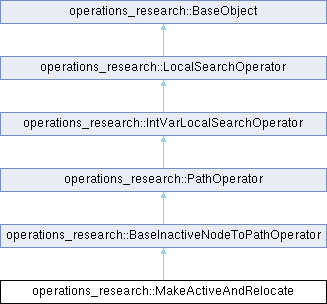 operations_research::BaseObject
operations_research::LocalSearchOperator
operations_research::IntVarLocalSearchOperator
operations_research::PathOperator
operations_research::BaseInactiveNodeToPathOperator
operations_research::MakeActiveAndRelocate